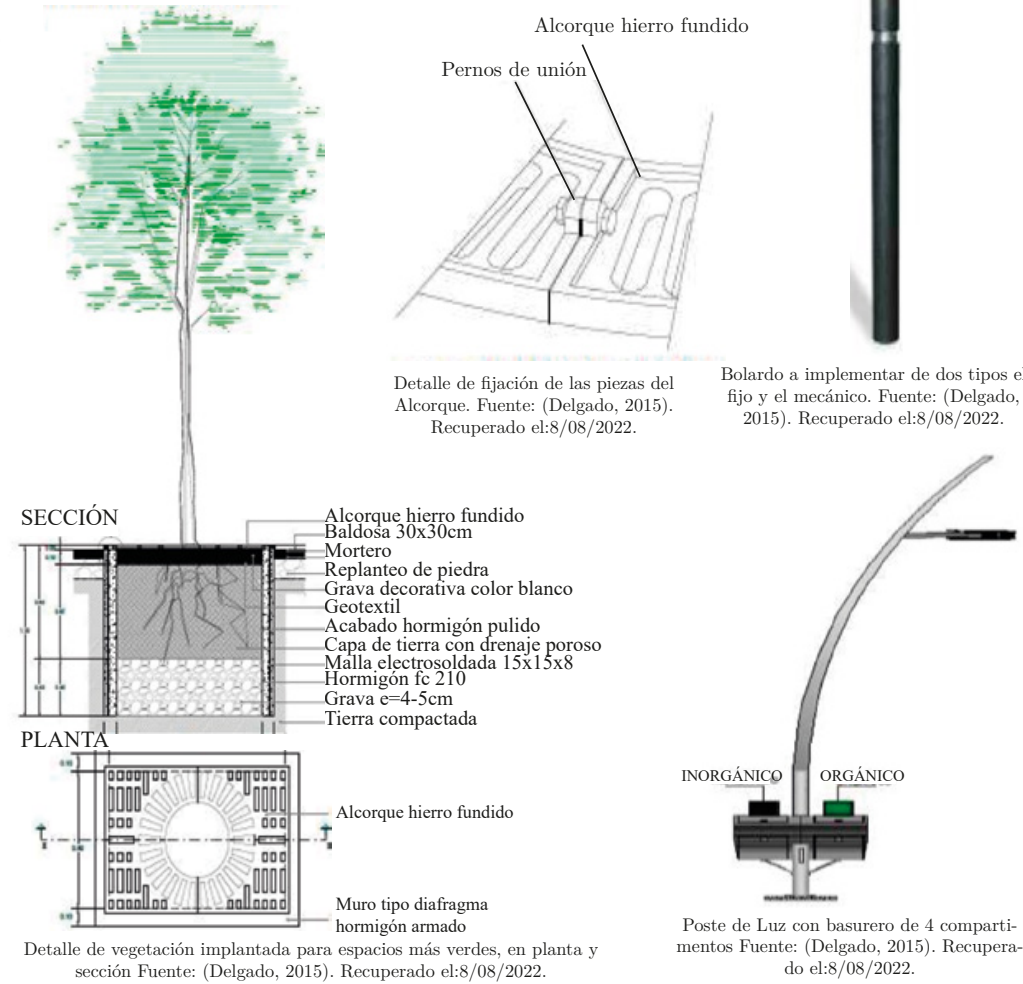 Alcorque hierro fundido
Pernos de unión
Detalle de fijación de las piezas del
Alcorque. Fuente: (Delgado, 2015).
Recuperado el:8/08/2022.
Bolardo a implementar de dos tipos el
fijo y el mecánico. Fuente: (Delgado,
2015). Recuperado el:8/08/2022.
SECCIÓN
Alcorque hierro fundido
Baldosa 30x30cm
Mortero
Replanteo de piedra
Grava decorativa color blanco
Geotextil
Acabado hormigón pulido
Capa de tierra con drenaje poroso
Malla electrosoldada 15x15x8
Hormigón fc 210
Grava e=4-5cm
Tierra compactada
PLANTA
Alcorque hierro fundido
Muro tipo diafragma
hormigón armado
Detalle de vegetación implantada para espacios más verdes, en planta y
sección Fuente: (Delgado, 2015). Recuperado el:8/08/2022.
INORGÁNICO
ORGÁNICO
Poste de Luz con basurero de 4 comparti-
mentos Fuente: (Delgado, 2015). Recupera-
do el:8/08/2022.